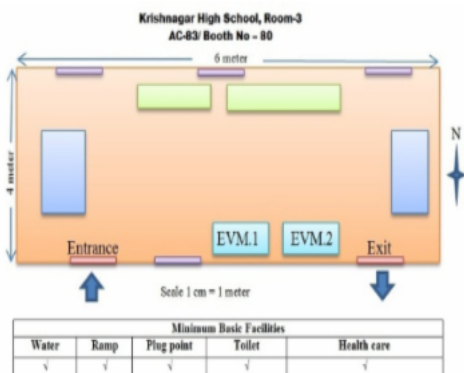 Krishnagar High School, Room-3
AC-83/ Booth No – 80
6 meter
4 meter
N
EVM.1 EVM.2
Entrance Exit
Scale 1 cm = 1 meter
Minimum Basic Facilities
Water Ramp Plug point Toilet Health care
√ √ √ √ √